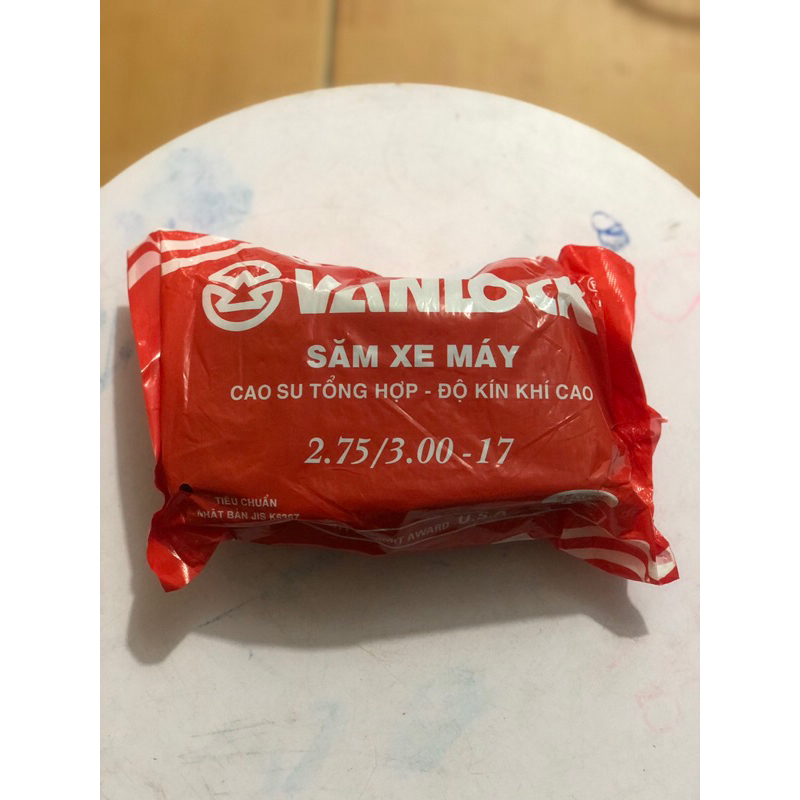 VANLOCK
SĂM XE MÁY
CAO SU TỔNG HỢP - ĐỘ KÍN KHÍ CAO
2.75/3.00 - 17
TIÊU CHUẨN
NHẬT BẢN JIS K6367
AWARD U.S.A